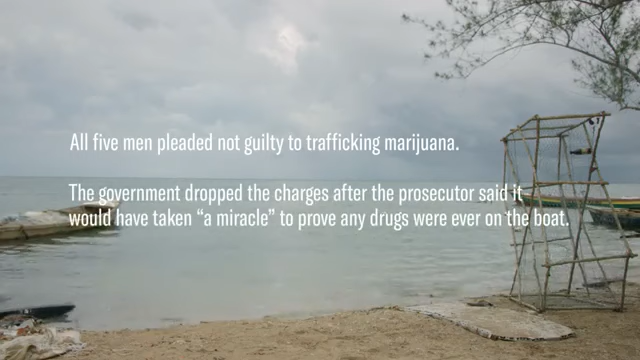 All five men pleaded not guilty to trafficking marijuana.
The government dropped the charges after the prosecutor said it
would have taken “a miracle” to prove any drugs were ever on the boat.